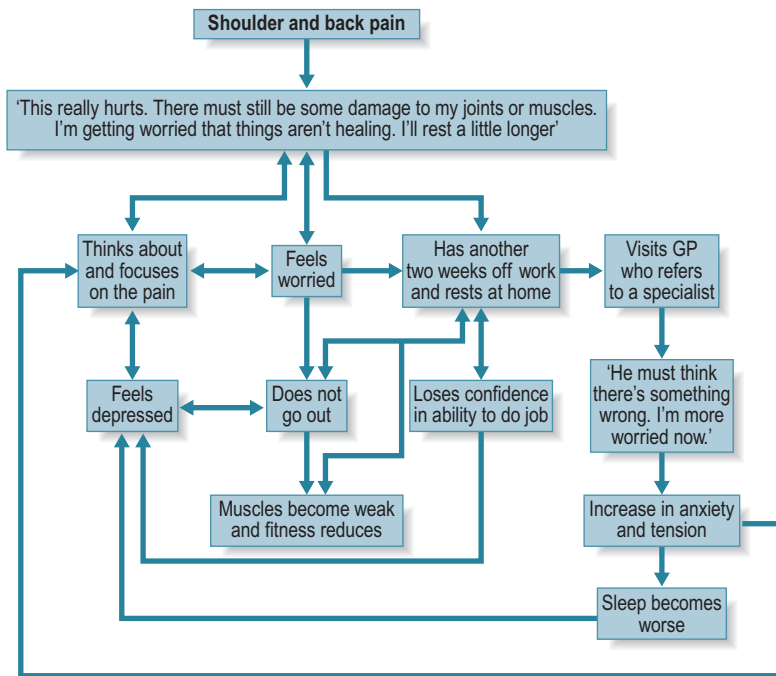 Shoulder and back pain
‘This really hurts. There must still be some damage to my joints or muscles.
I’m getting worried that things aren’t healing. I’ll rest a little longer’
Thinks about
and focuses
on the pain
Feels
worried
Has another
two weeks off work
and rests at home
Visits GP
who refers
to a specialist
Feels
depressed
Does not
go out
Loses confidence
in ability to do job
‘He must think
there’s something
wrong. I’m more
worried now.’
Muscles become weak
and fitness reduces
Increase in anxiety
and tension
Sleep becomes
worse